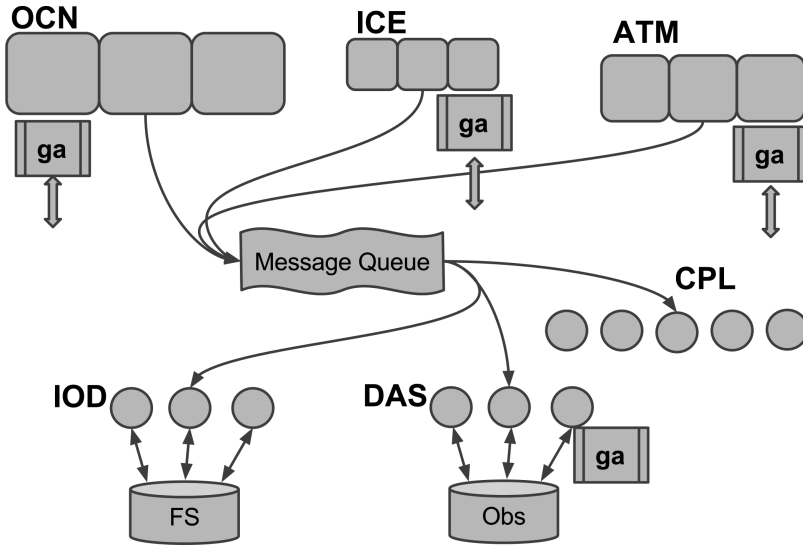 OCN
ICE
ATM
ga
ga
ga
Message Queue
CPL
IOD
DAS
ga
FS
Obs